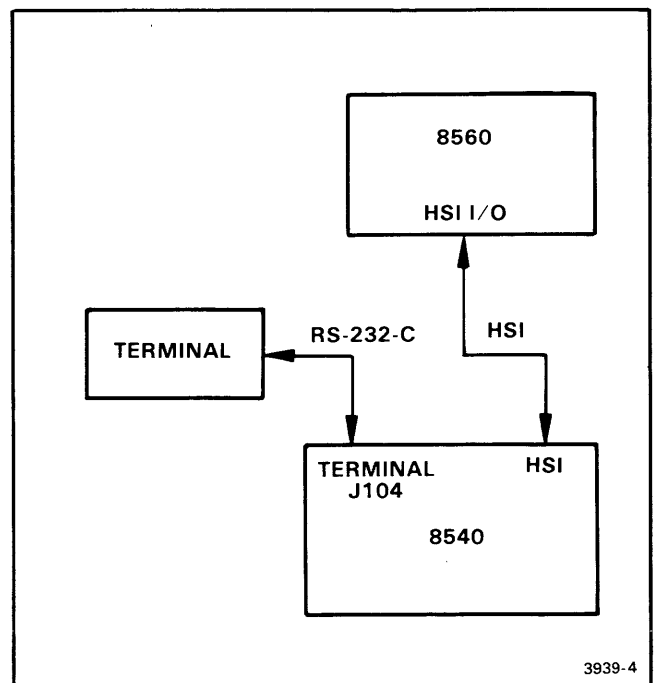 8560
HSI I/O
TERMINAL
RS-232-C
HSI
TERMINAL
J104
HSI
8540
3939-4